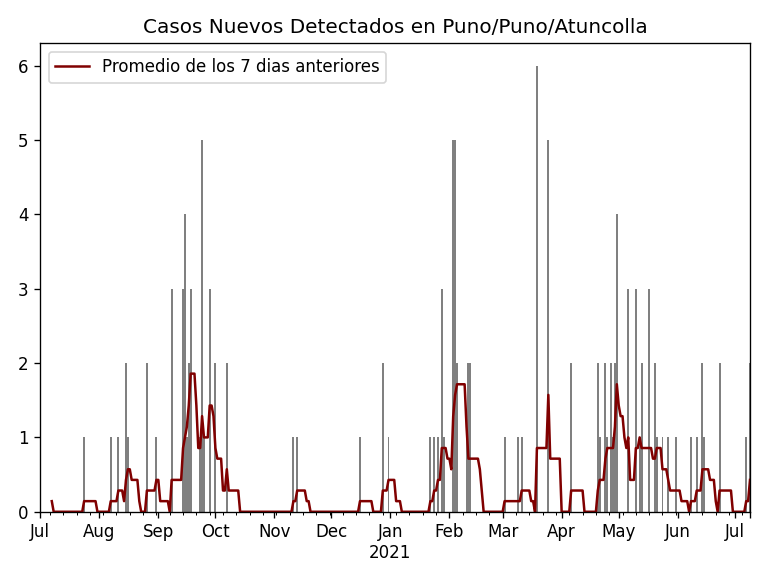 Casos Nuevos Detectados en Puno/Puno/Atuncolla
Promedio de los 7 dias anteriores
6
5
4
3
2
1
0
Jul Aug Sep Oct Nov Dec Jan Feb Mar Apr May Jun Jul
2021